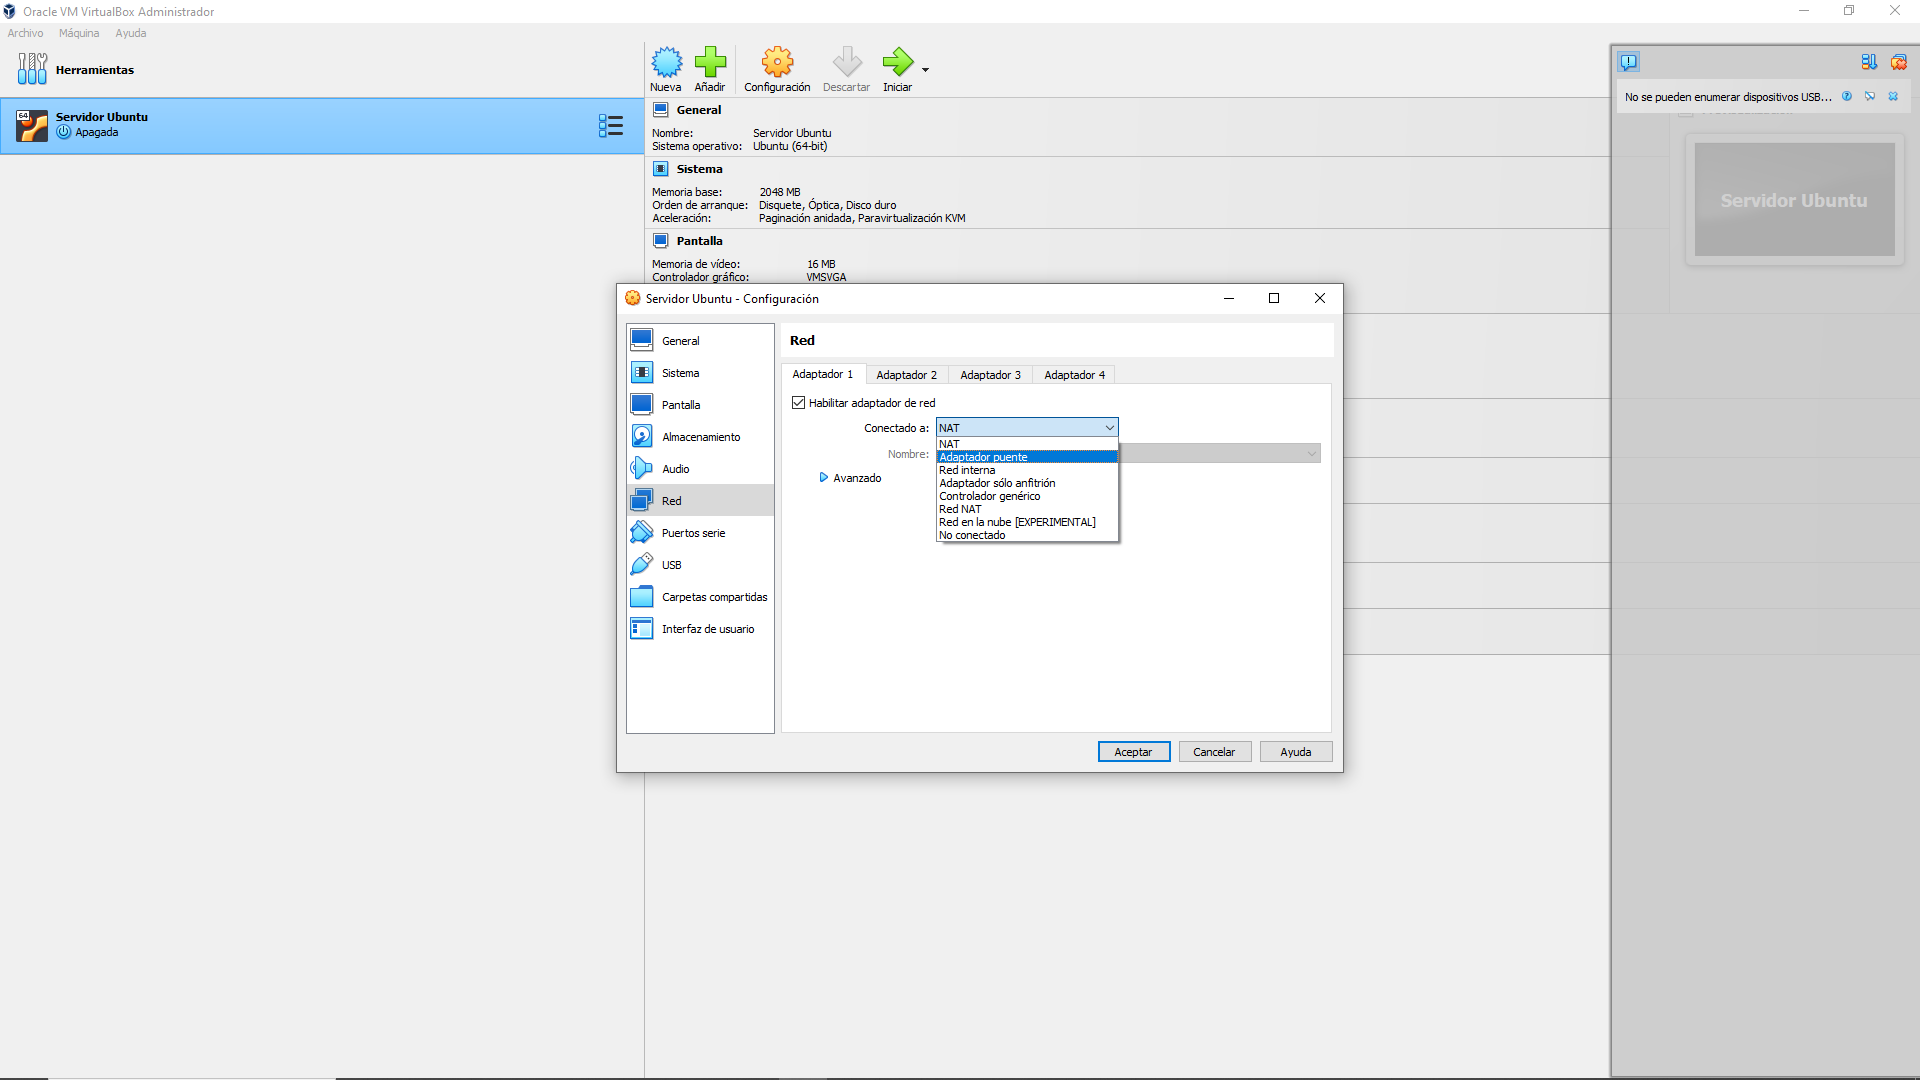 Oracle VM VirtualBox Administrador
Archivo Máquina Ayuda
Herramientas
64
Servidor Ubuntu
Apagada
Nueva Añadir Configuración Descartar Iniciar
General
Nombre: Servidor Ubuntu
Sistema operativo: Ubuntu (64-bit)
Sistema
Memoria base: 2048 MB
Orden de arranque: Disquete, Óptica, Disco duro
Aceleración: Paginación anidada, Paravirtualización KVM
Pantalla
Memoria de vídeo: 16 MB
Controlador gráfico: VMSVGA
No se pueden enumerar dispositivos USB...
Servidor Ubuntu
Servidor Ubuntu - Configuración
General
Sistema
Pantalla
Almacenamiento
Audio
Red
Puertos serie
USB
Carpetas compartidas
Interfaz de usuario
Red
Adaptador 1 Adaptador 2 Adaptador 3 Adaptador 4
Habilitar adaptador de red
Conectado a: NAT
NAT
Adaptador puente
Red interna
Adaptador sólo anfitrión
Controlador genérico
Red NAT
Red en la nube [EXPERIMENTAL]
No conectado
Nombre:
Avanzado
Aceptar Cancelar Ayuda